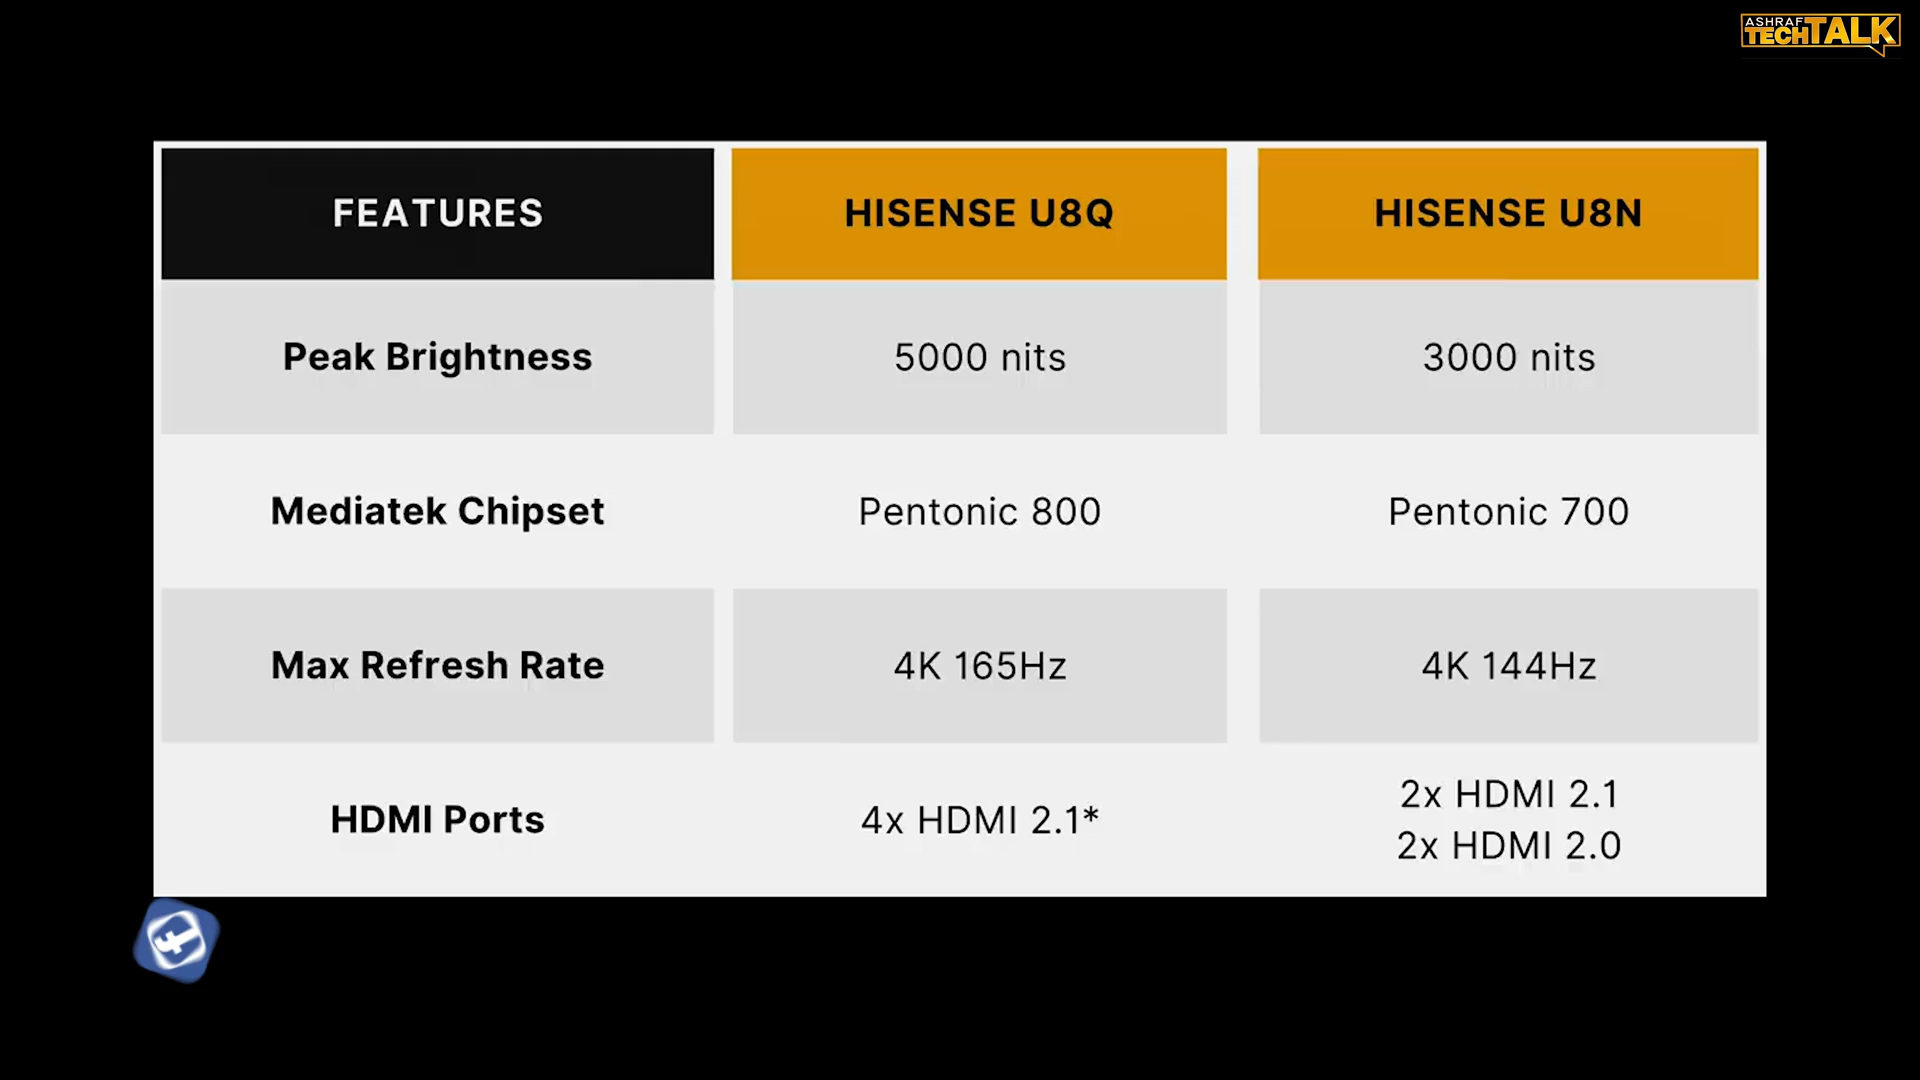 ASHRAF
TECHTALK
FEATURES HISENSE U8Q HISENSE U8N
Peak Brightness 5000 nits 3000 nits
Mediatek Chipset Pentonic 800 Pentonic 700
Max Refresh Rate 4K 165Hz 4K 144Hz
HDMI Ports 4x HDMI 2.1* 2x HDMI 2.1
2x HDMI 2.0